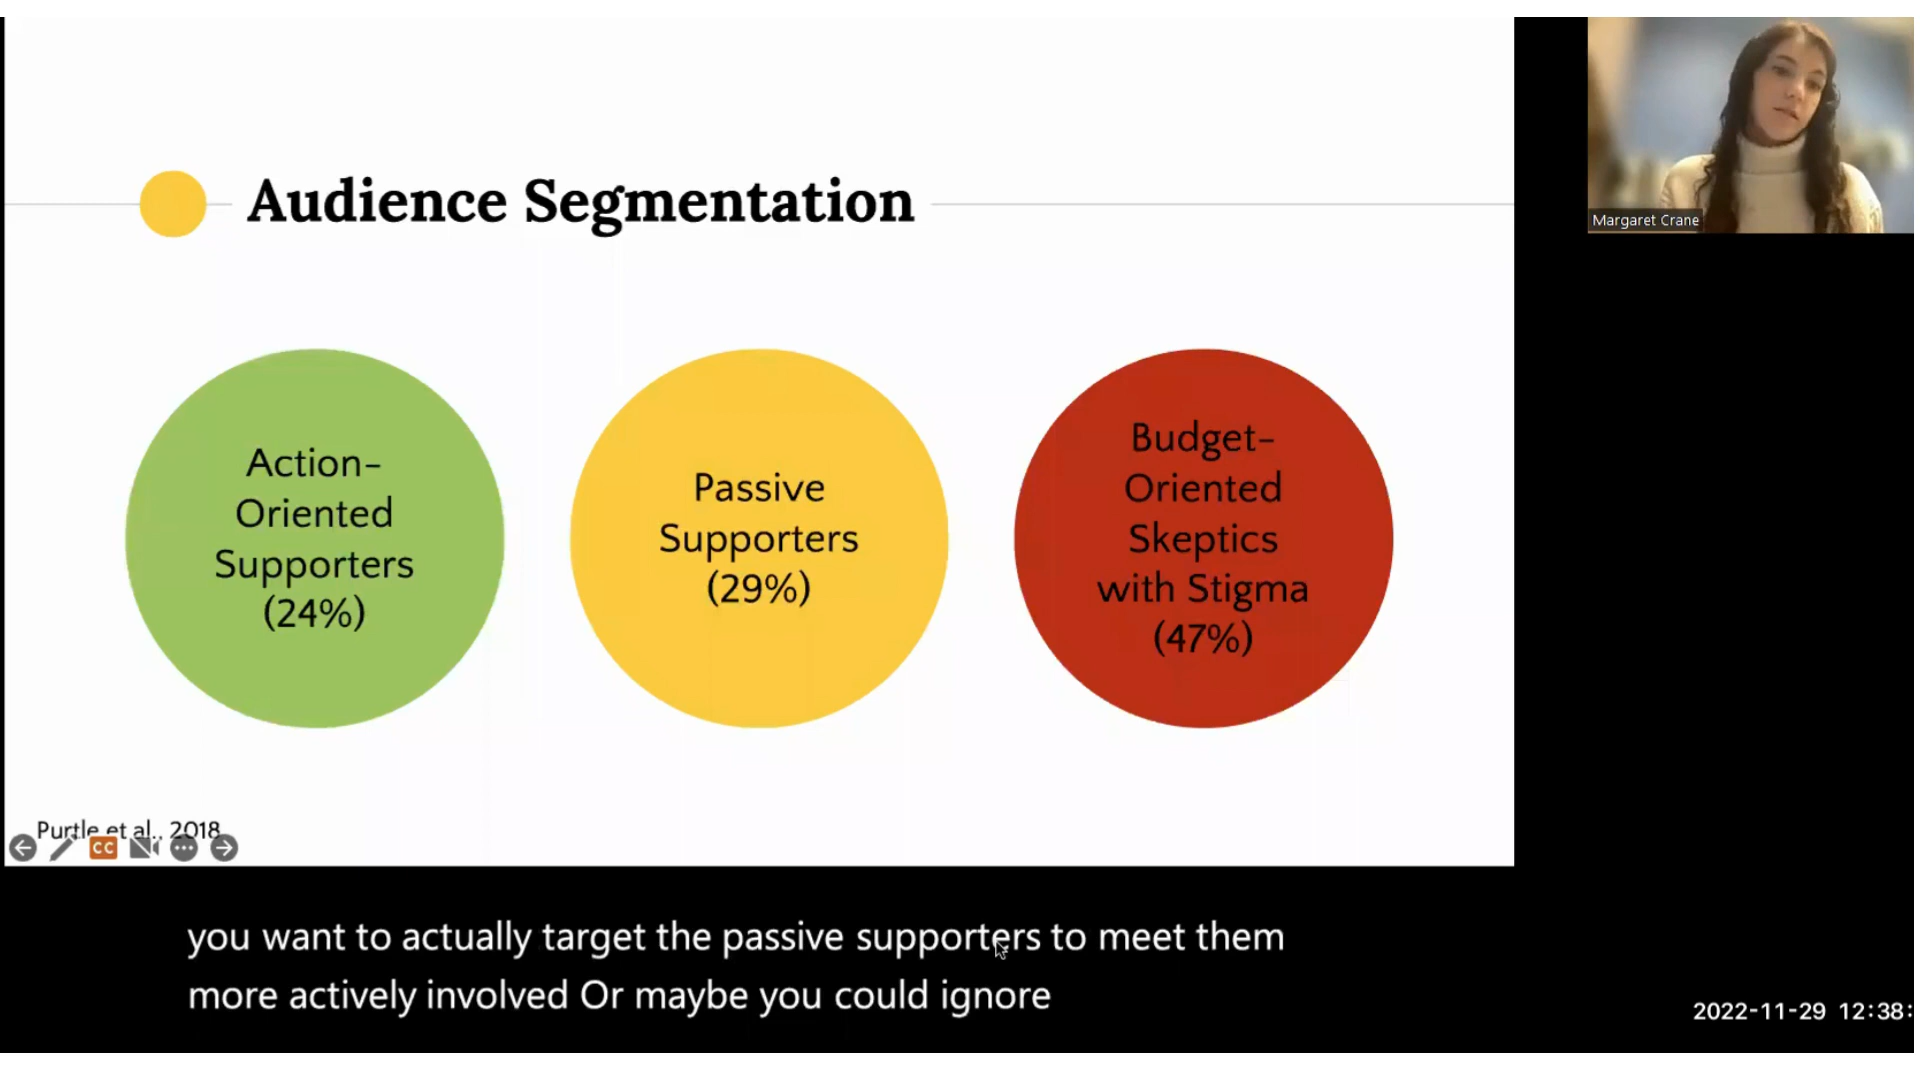 Audience Segmentation
Action-
Oriented
Supporters
(24%)
Passive
Supporters
(29%)
Budget-
Oriented
Skeptics
with Stigma
(47%)
Purtle et al., 2018
CC
Margaret Crane
you want to actually target the passive supporters to meet them
more actively involved Or maybe you could ignore
2022-11-29 12:38: